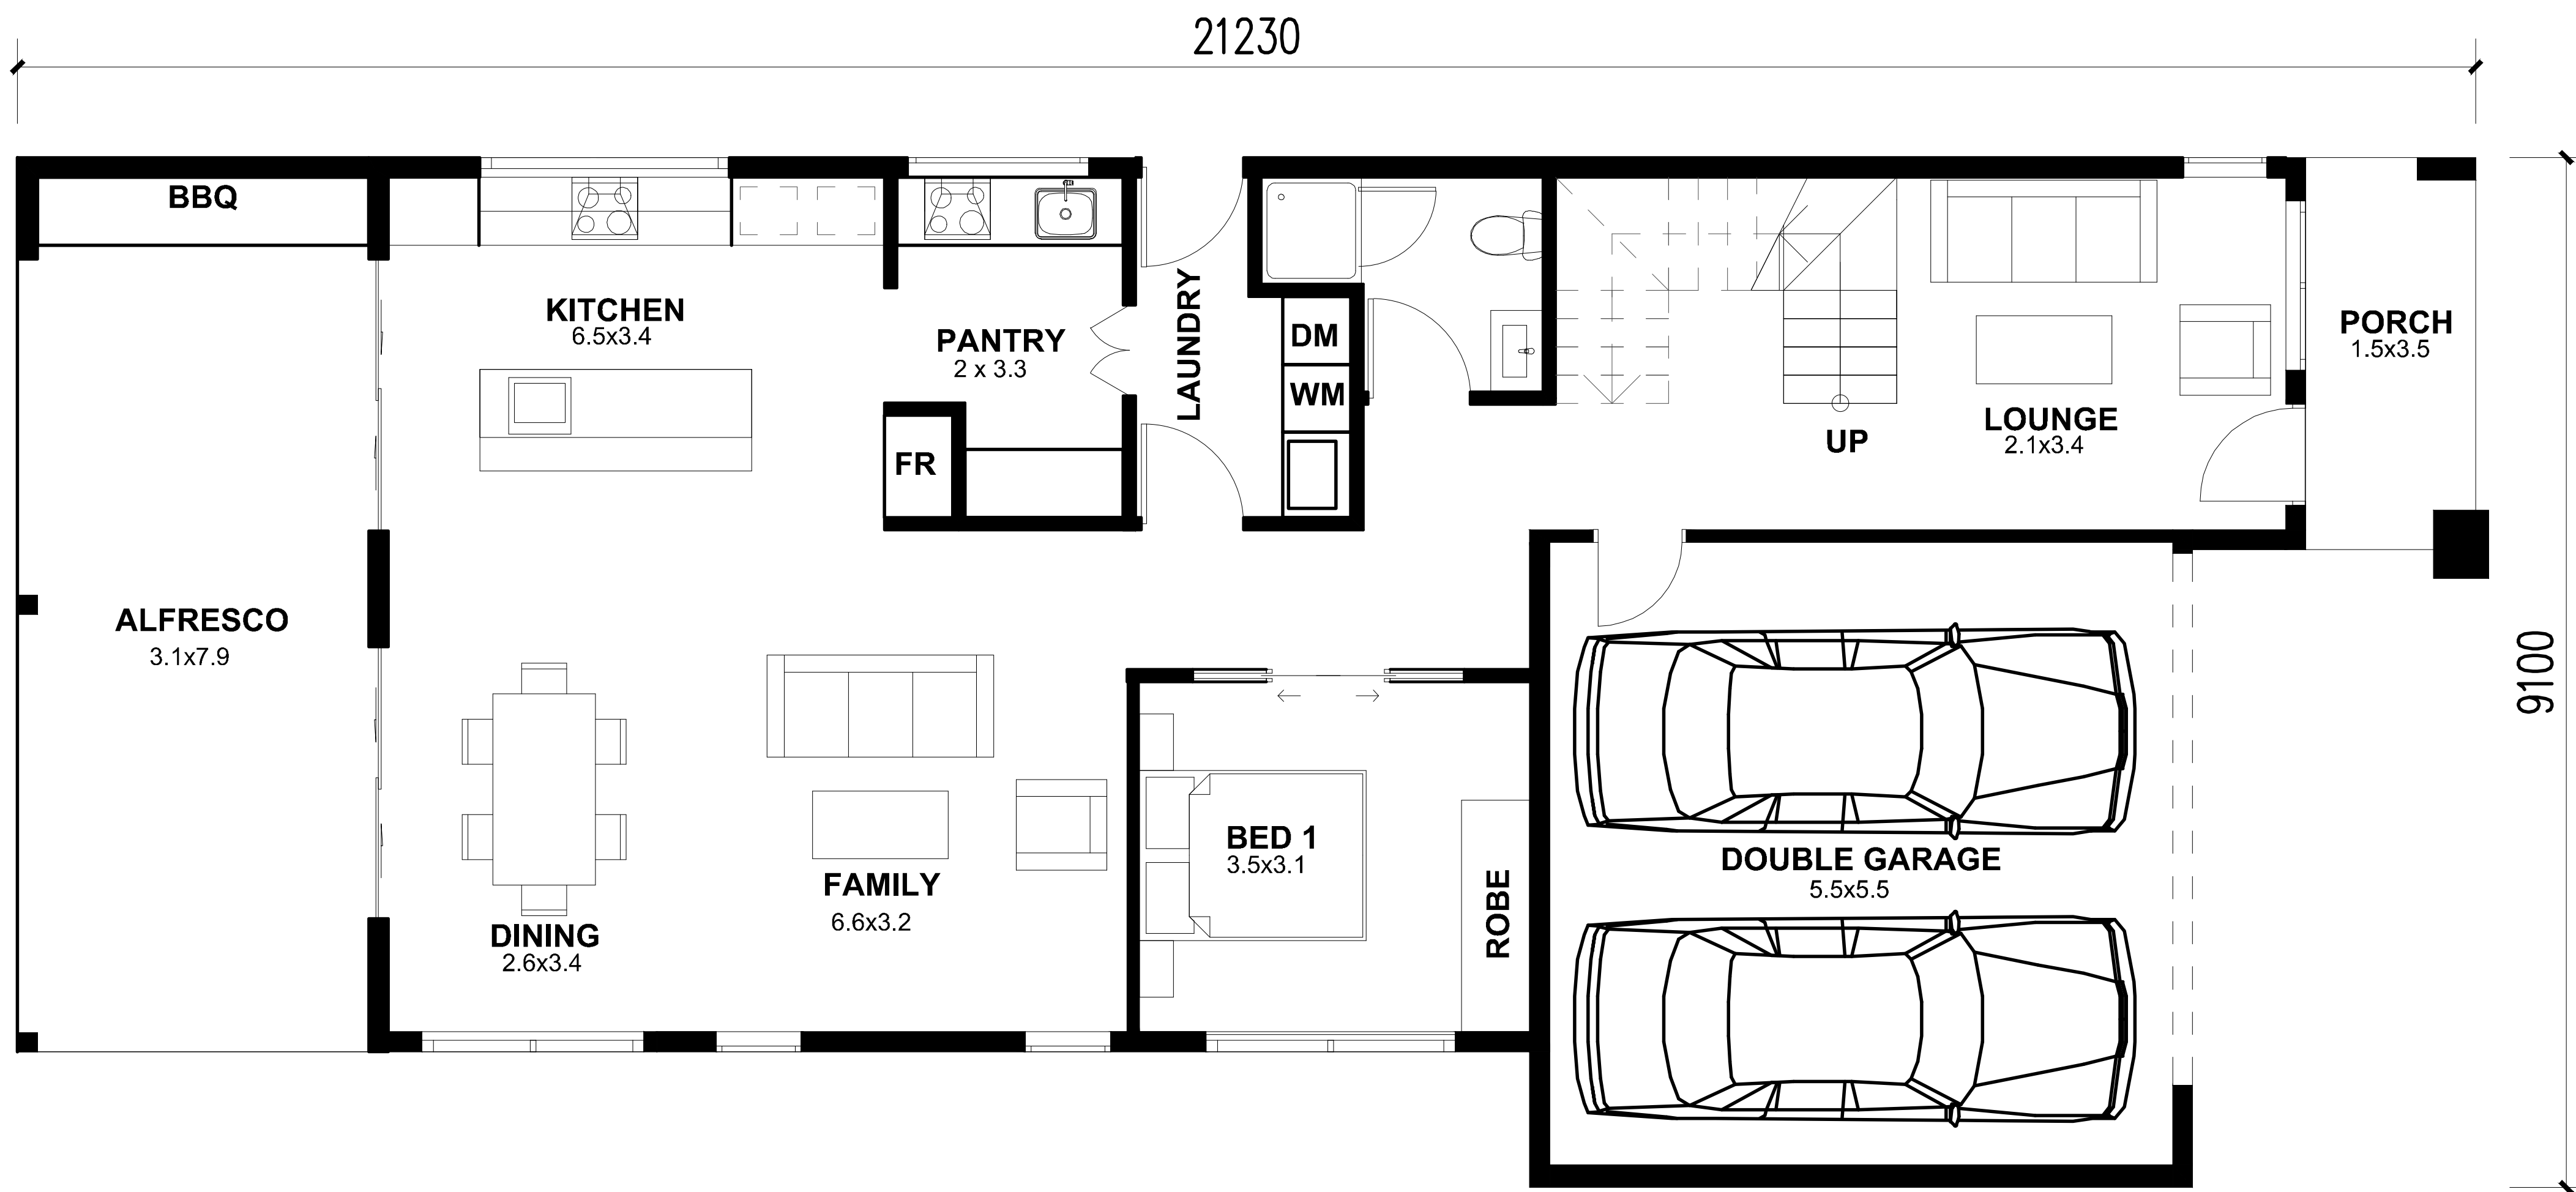 21230
BBQ
KITCHEN
6.5x3.4
PANTRY
2 x 3.3
LAUNDRY
DM
WM
FR
UP
LOUNGE
2.1x3.4
PORCH
1.5x3.5
ALFRESCO
3.1x7.9
DINING
2.6x3.4
FAMILY
6.6x3.2
BED 1
3.5x3.1
ROBE
DOUBLE GARAGE
5.5x5.5
9100